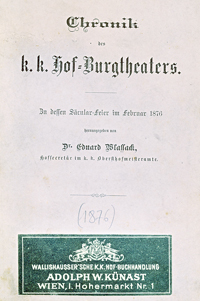 Chronik
des
k. k. Hof-Burgtheaters.
Zu dessen Säcular-Feier im Februar 1876
herausgegeben von
Dr. Eduard Wlassack,
Hofsecretär im k. k. Obersthofmeisteramte.
(1876)
WALLISHAUSSER'SCHE K.K. HOF-BUCHHANDLUNG
ADOLPH W. KÜNAST
WIEN, I. Hohermarkt Nr. 1